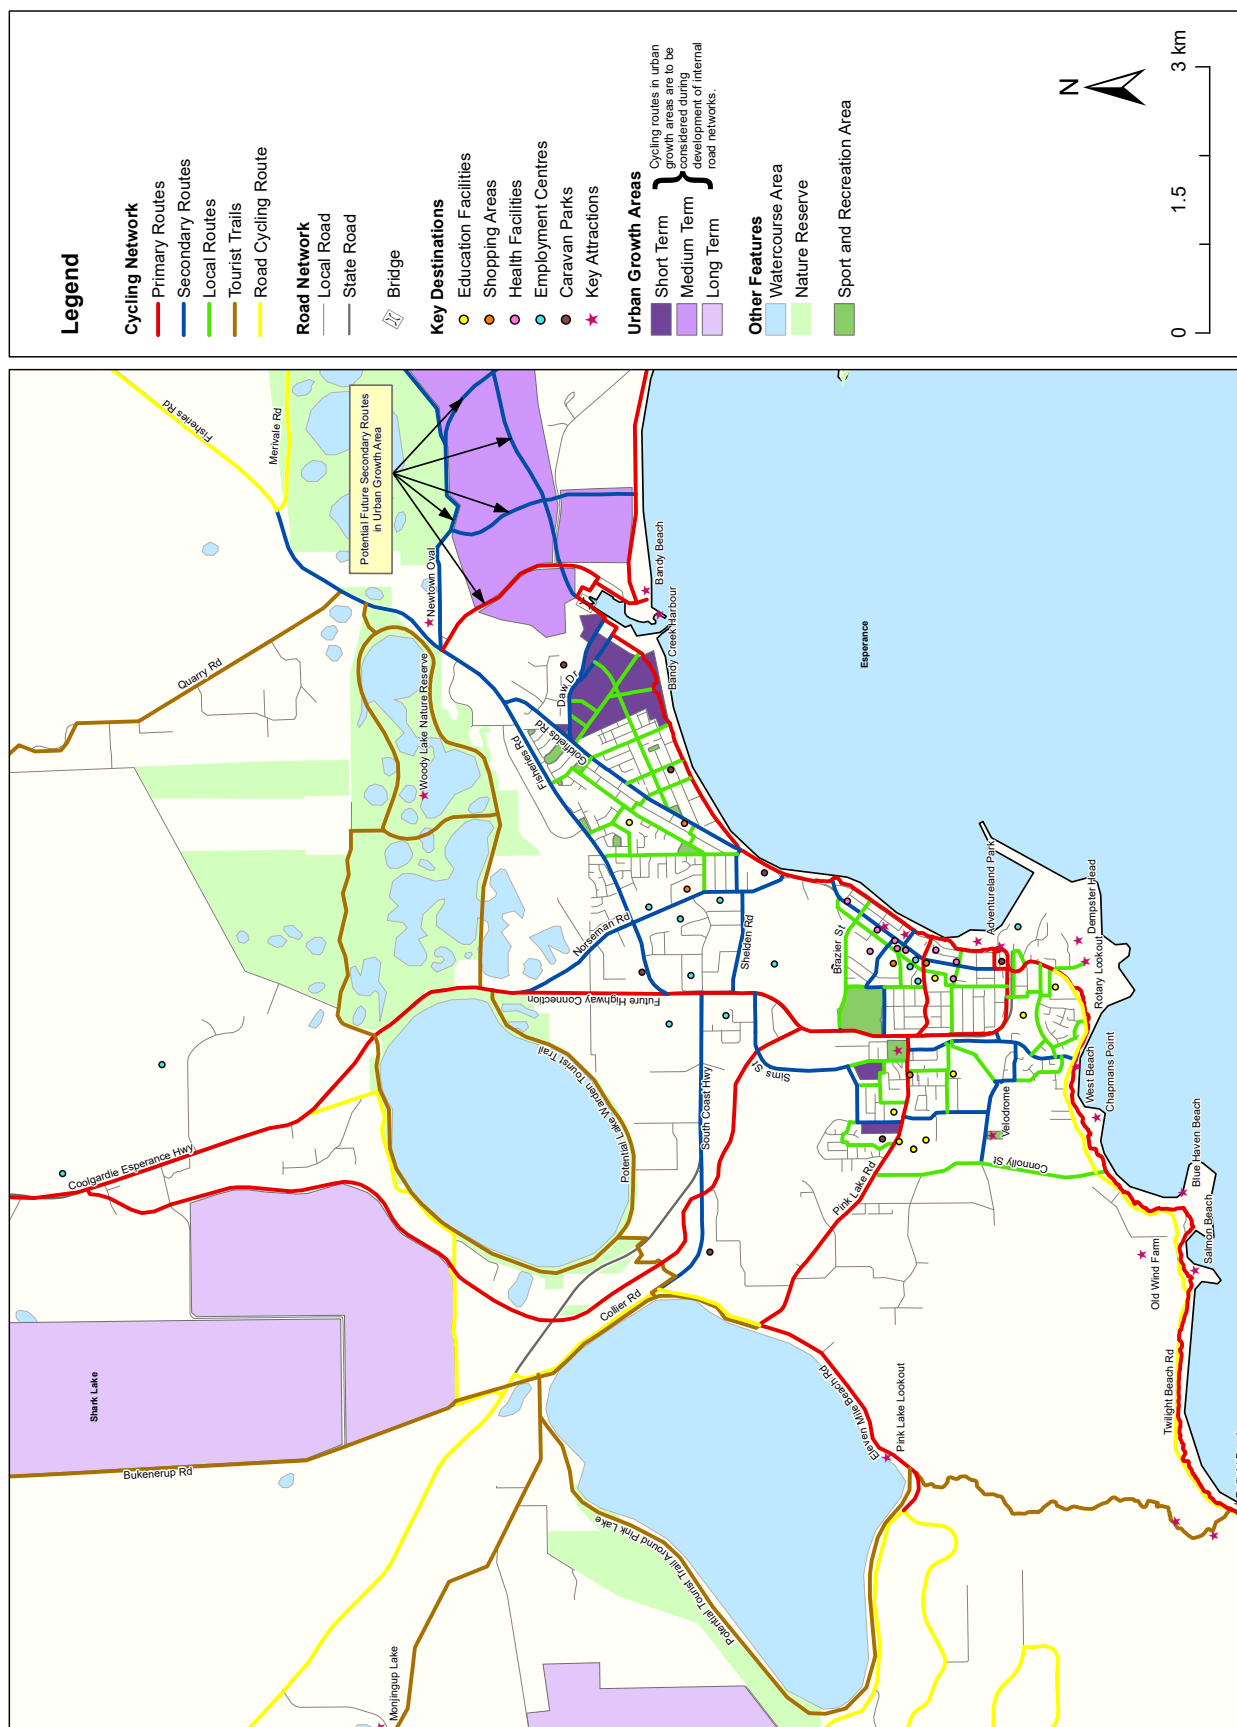 Legend
Cycling Network
Primary Routes
Secondary Routes
Local Routes
Tourist Trails
Road Cycling Route
Road Network
Local Road
State Road
Bridge
Key Destinations
Education Facilities
Shopping Areas
Health Facilities
Employment Centres
Caravan Parks
Key Attractions
Urban Growth Areas
Short Term
Medium Term
Long Term
Cycling routes in urban
growth areas are to be
considered during
development of internal
road networks.
Other Features
Watercourse Area
Nature Reserve
Sport and Recreation Area
N
0
1.5
3 km
Fisheries Rd
Merivale Rd
Potential Future Secondary Routes
in Urban Growth Area
Newtown Oval
Quarry Rd
Woody Lake Nature Reserve
Daw Dr
Goldfields Rd
Fisheries Rd
Bandy Beach
Bandy Creek Harbour
Esperance
Norseman Rd
Shelden Rd
Future Highway Connection
Brazier St
Adventureland Park
Dempster Head
Rotary Lookout
Coolgardie Esperance Hwy
Potential Lake Warden Tourist Trail
South Coast Hwy
Sims St
Velodrome
West Beach
Chapmans Point
Connolly St
Pink Lake Rd
Blue Haven Beach
Salmon Beach
Old Wind Farm
Collier Rd
Shark Lake
Bukenerup Rd
Eleven Mile Beach Rd
Pink Lake Lookout
Twilight Beach Rd
Potential Tourist Trail Around Pink Lake
Monjingup Lake